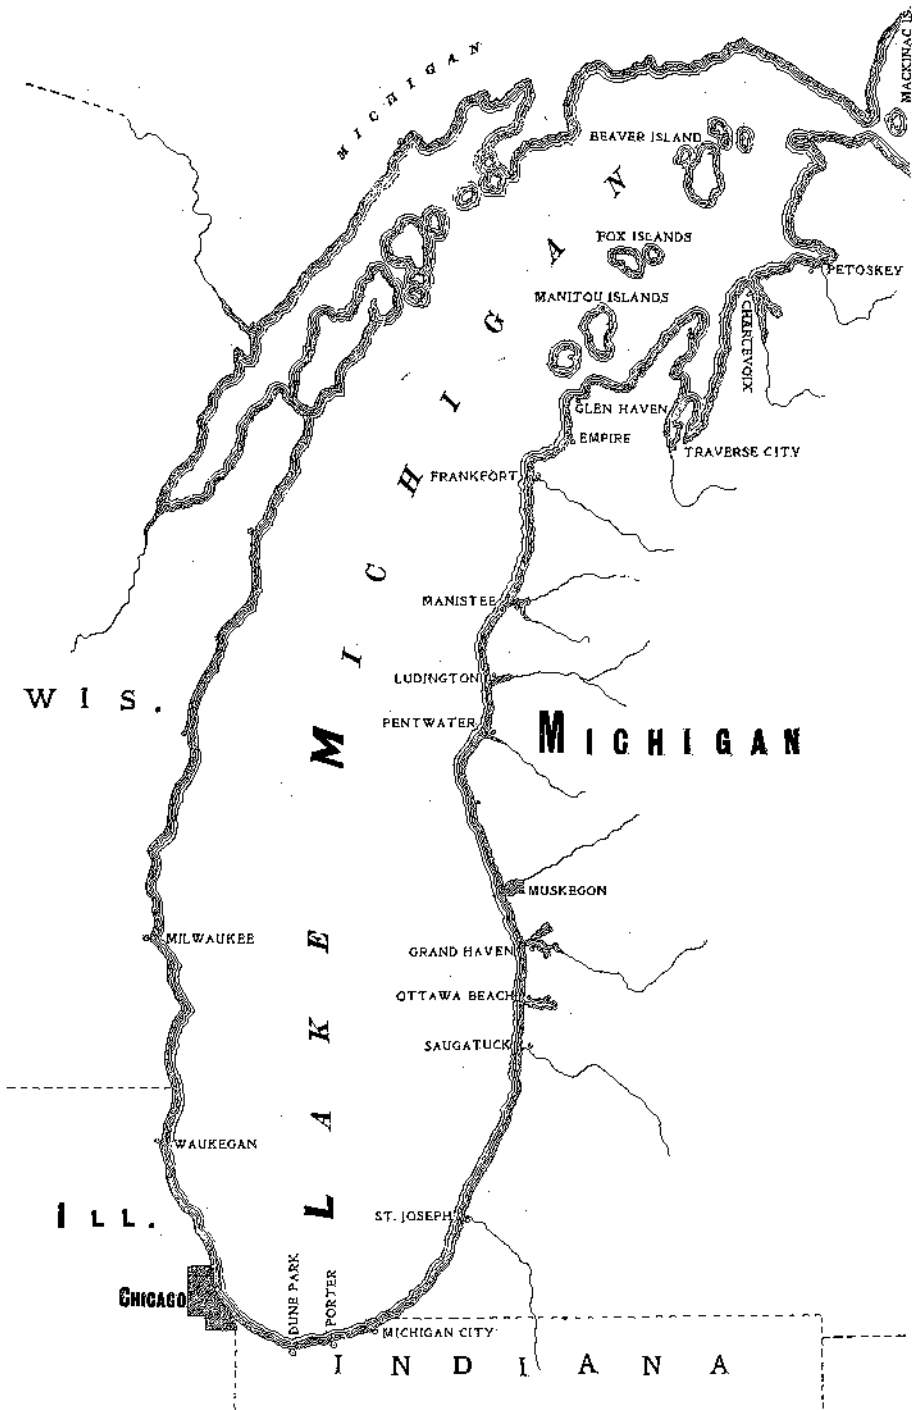 MICHIGAN
MACKINAC IS.
BEAVER ISLAND
FOX ISLANDS
PETOSKEY
MANITOU ISLANDS
CHARLEVOIX
GLEN HAVEN
EMPIRE
TRAVERSE CITY
FRANKFORT
MANISTEE
LUDINGTON
WIS.
PENTWATER
MICHIGAN
LAKE MICHIGAN
MUSKEGON
MILWAUKEE
GRAND HAVEN
OTTAWA BEACH
SAUGATUCK
WAUKEGAN
ILL.
ST. JOSEPH
CHICAGO
DUNE PARK
PORTER
MICHIGAN CITY
INDIANA